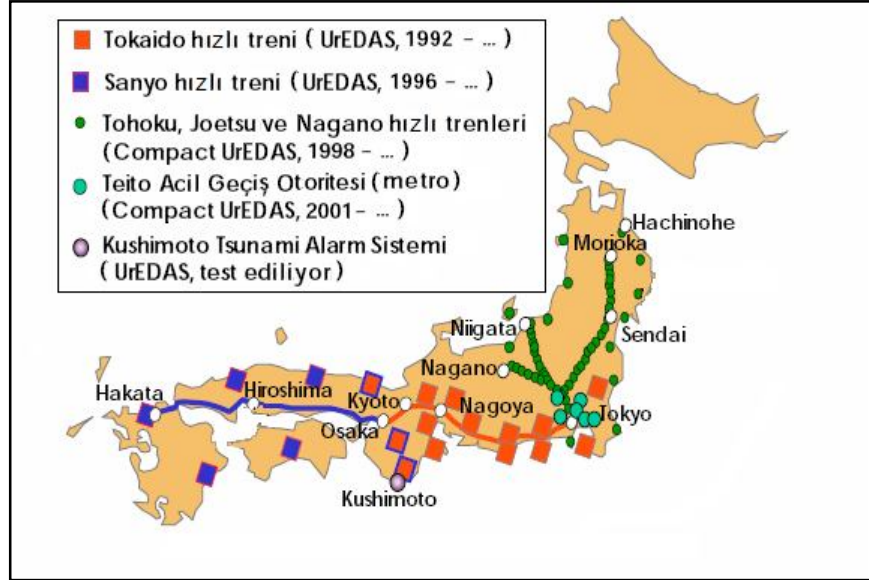 Tokaido hızlı treni ( UrEDAS, 1992 – ... )
Sanyo hızlı treni (UrEDAS, 1996 – ... )
Tohoku, Joetsu ve Nagano hızlı trenleri
(Compact UrEDAS, 1998 – ... )
Teito Acil Geçiş Otoritesi (metro)
(Compact UrEDAS, 2001– ... )
Kushimoto Tsunami Alarm Sistemi
( UrEDAS, test ediliyor )
Hachinohe
Morioka
Niigata
Sendai
Nagano
Hakata
Hiroshima
Kyoto
Nagoya
Tokyo
Osaka
Kushimoto